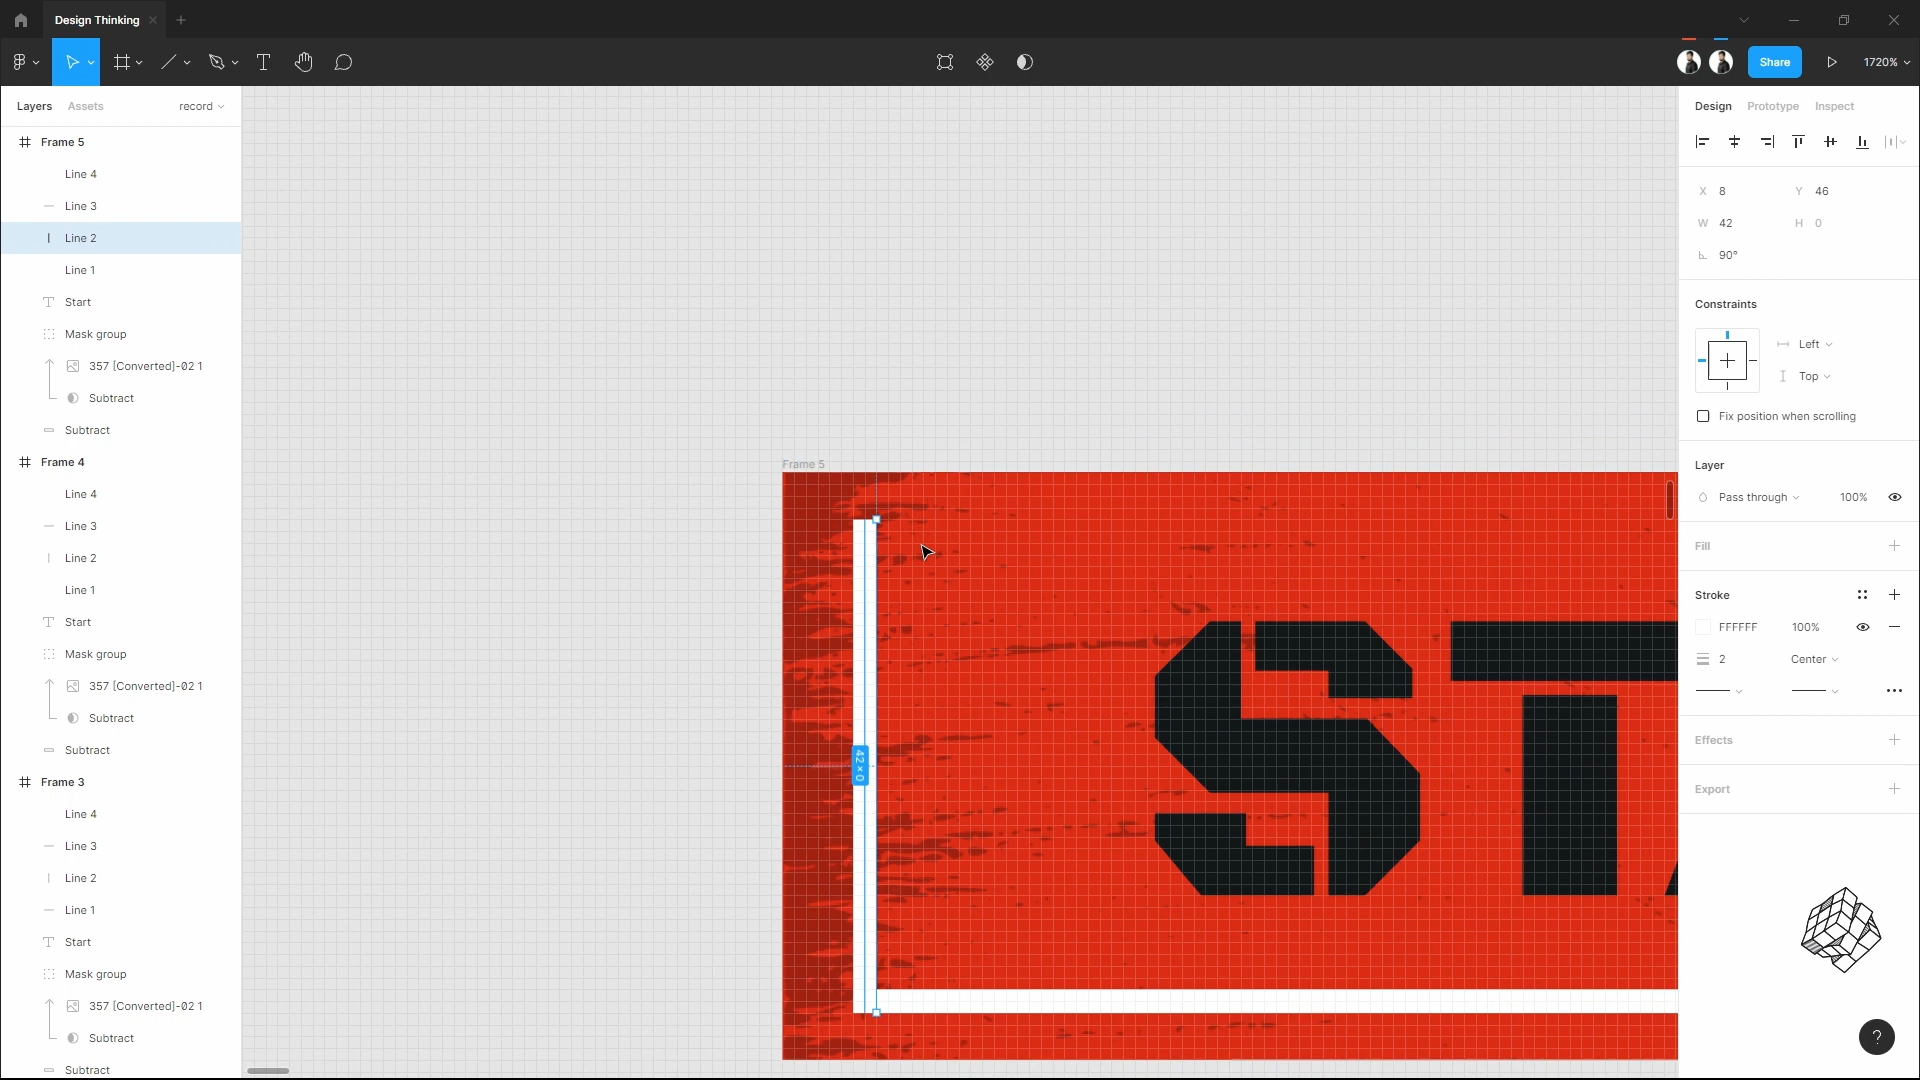 Design Thinking
Share
1720%
Layers
Assets
record
Design
Prototype
Inspect
Frame 5
Line 4
Line 3
Line 2
Line 1
Start
Mask group
357 [Converted]-02 1
Subtract
Subtract
Frame 4
Line 4
Line 3
Line 2
Line 1
Start
Mask group
357 [Converted]-02 1
Subtract
Subtract
Frame 3
Line 4
Line 3
Line 2
Line 1
Start
Mask group
357 [Converted]-02 1
Subtract
Subtract
Frame 5
ST
42 × 0
X 8
Y 46
W 42
H 0
90°
Constraints
Left
Top
Fix position when scrolling
Layer
Pass through
100%
Fill
Stroke
FFFFFF
100%
2
Center
Effects
Export
?